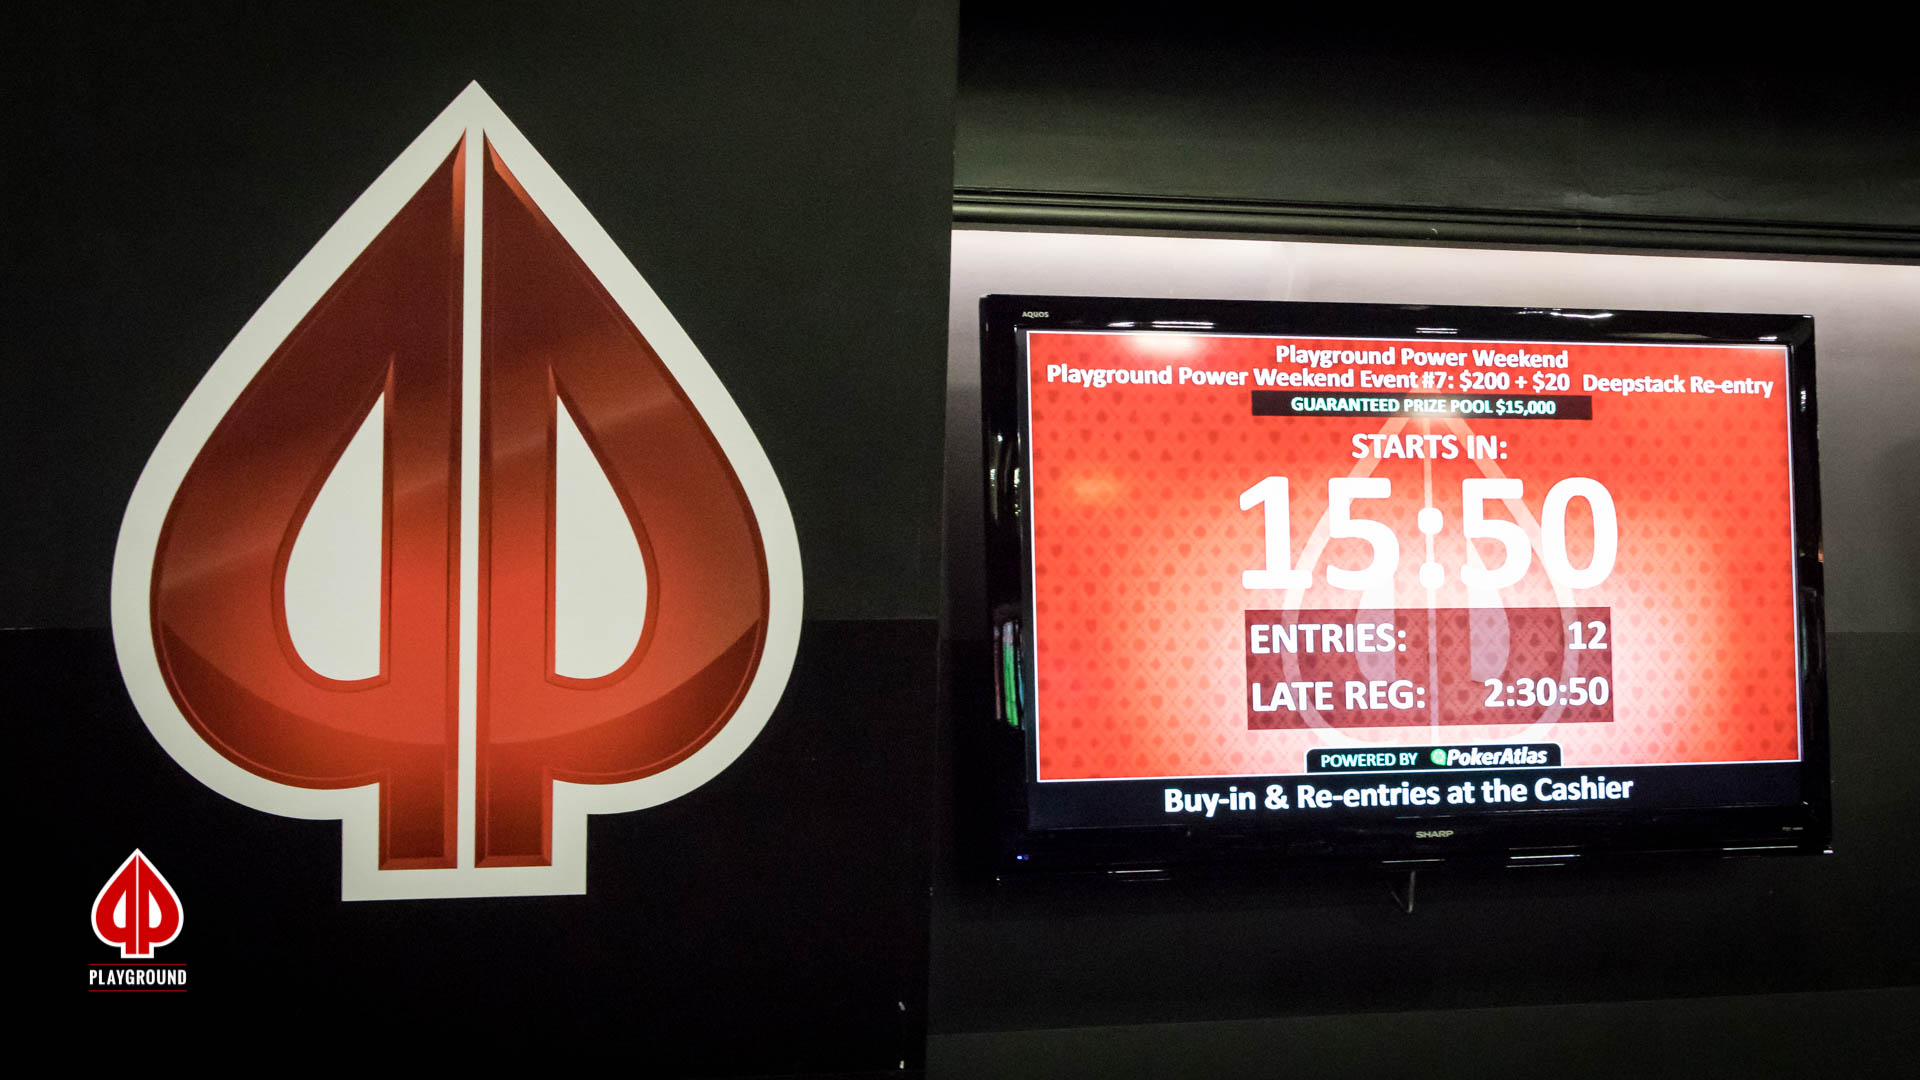 AQUOS
Playground Power Weekend
Playground Power Weekend Event #7: $200 + $20 Deepstack Re-entry
GUARANTEED PRIZE POOL $15,000
STARTS IN:
15:50
ENTRIES: 12
LATE REG: 2:30:50
POWERED BY PokerAtlas
Buy-in & Re-entries at the Cashier
SHARP
PLAYGROUND